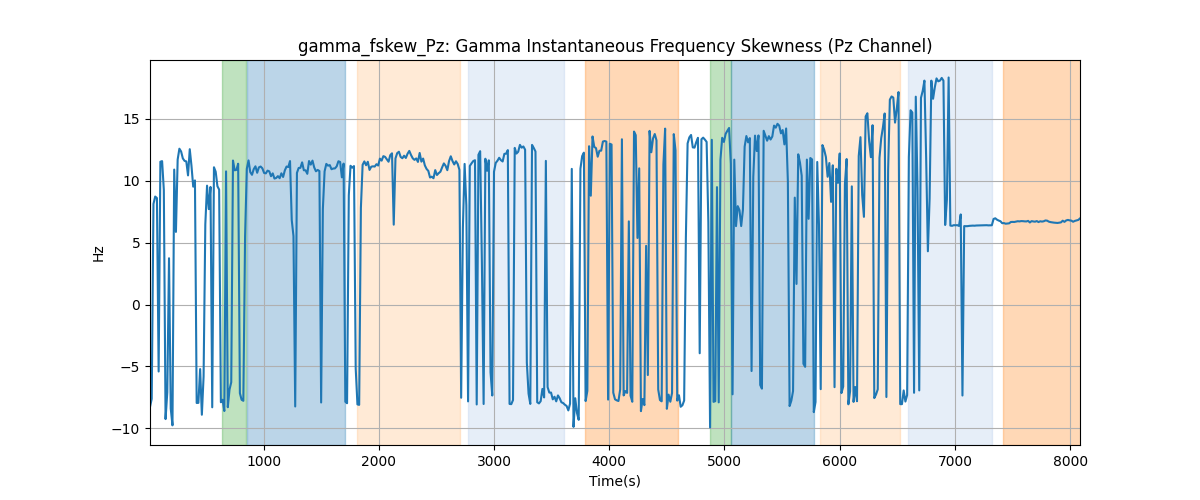 gamma_fskew_Pz: Gamma Instantaneous Frequency Skewness (Pz Channel)
15
10
5
0
−5
−10
Hz
1000 2000 3000 4000 5000 6000 7000 8000
Time(s)